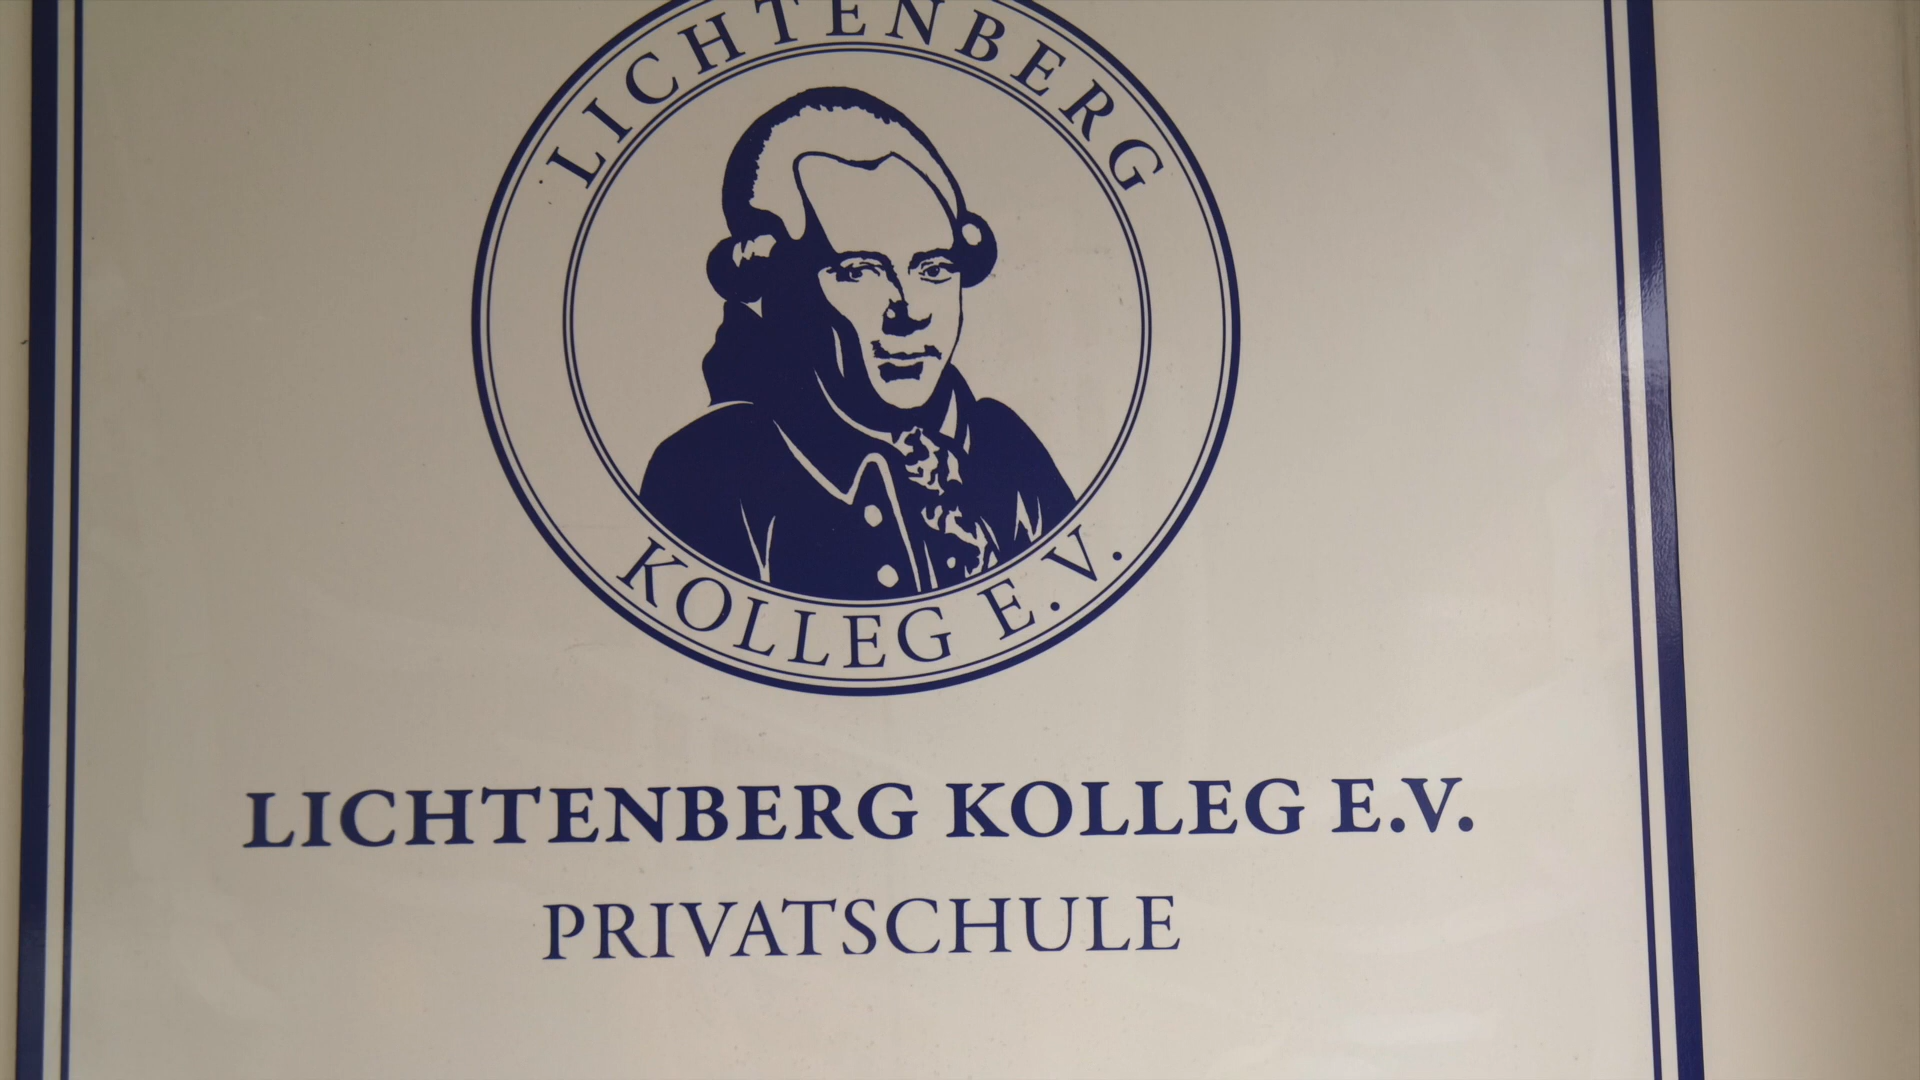 LICHTENBERG
KOLLEG E.V.
LICHTENBERG KOLLEG E.V.
PRIVATSCHULE